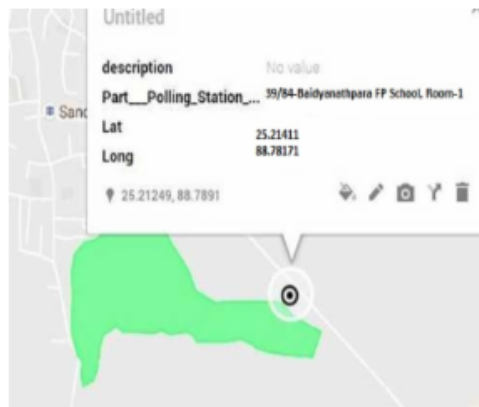 Untitled
description No value
Part___Polling_Station_... 39/84-Baidyanathpara FP School, Room-1
Lat 25.21411
Long 88.78171
25.21249, 88.7891
Sand